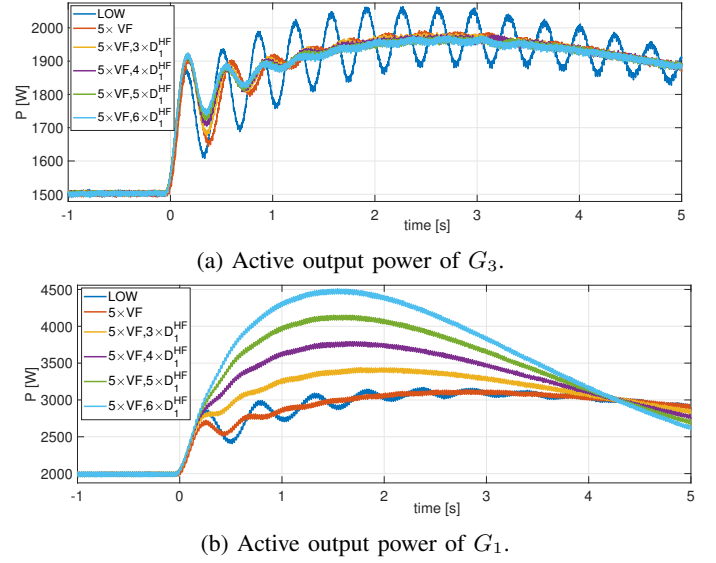 2000
1900
1800
1700
1600
1500
P [W]
LOW
5× VF
5×VF,3×D₁ᴴᶠ
5×VF,4×D₁ᴴᶠ
5×VF,5×D₁ᴴᶠ
5×VF,6×D₁ᴴᶠ
-1 0 1 2 3 4 5
time [s]
(a) Active output power of G₃.
4500
4000
3500
3000
2500
2000
P [W]
LOW
5×VF
5×VF,3×D₁ᴴᶠ
5×VF,4×D₁ᴴᶠ
5×VF,5×D₁ᴴᶠ
5×VF,6×D₁ᴴᶠ
-1 0 1 2 3 4 5
time [s]
(b) Active output power of G₁.